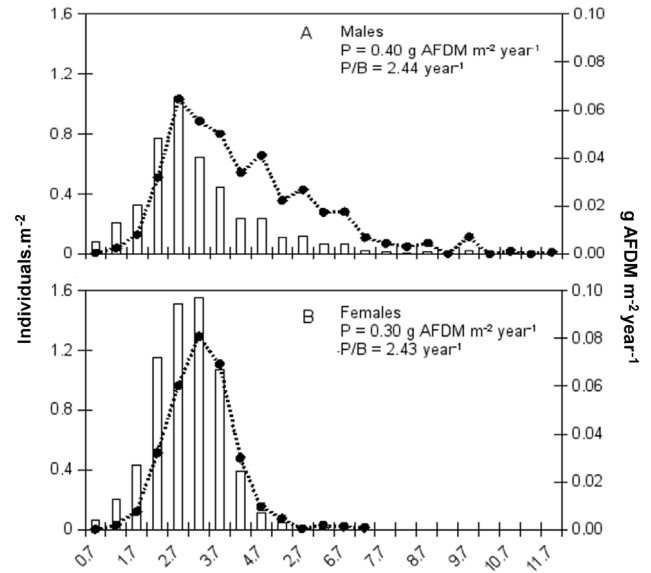 1.6
1.2
0.8
0.4
0
0.10
0.08
0.06
0.04
0.02
0.00
A
Males
P = 0.40 g AFDM m⁻² year⁻¹
P/B = 2.44 year⁻¹
Individuals.m⁻²
g AFDM m⁻² year⁻¹
1.6
1.2
0.8
0.4
0
0.10
0.08
0.06
0.04
0.02
0.00
B
Females
P = 0.30 g AFDM m⁻² year⁻¹
P/B = 2.43 year⁻¹
0.7 1.7 2.7 3.7 4.7 5.7 6.7 7.7 8.7 9.7 10.7 11.7